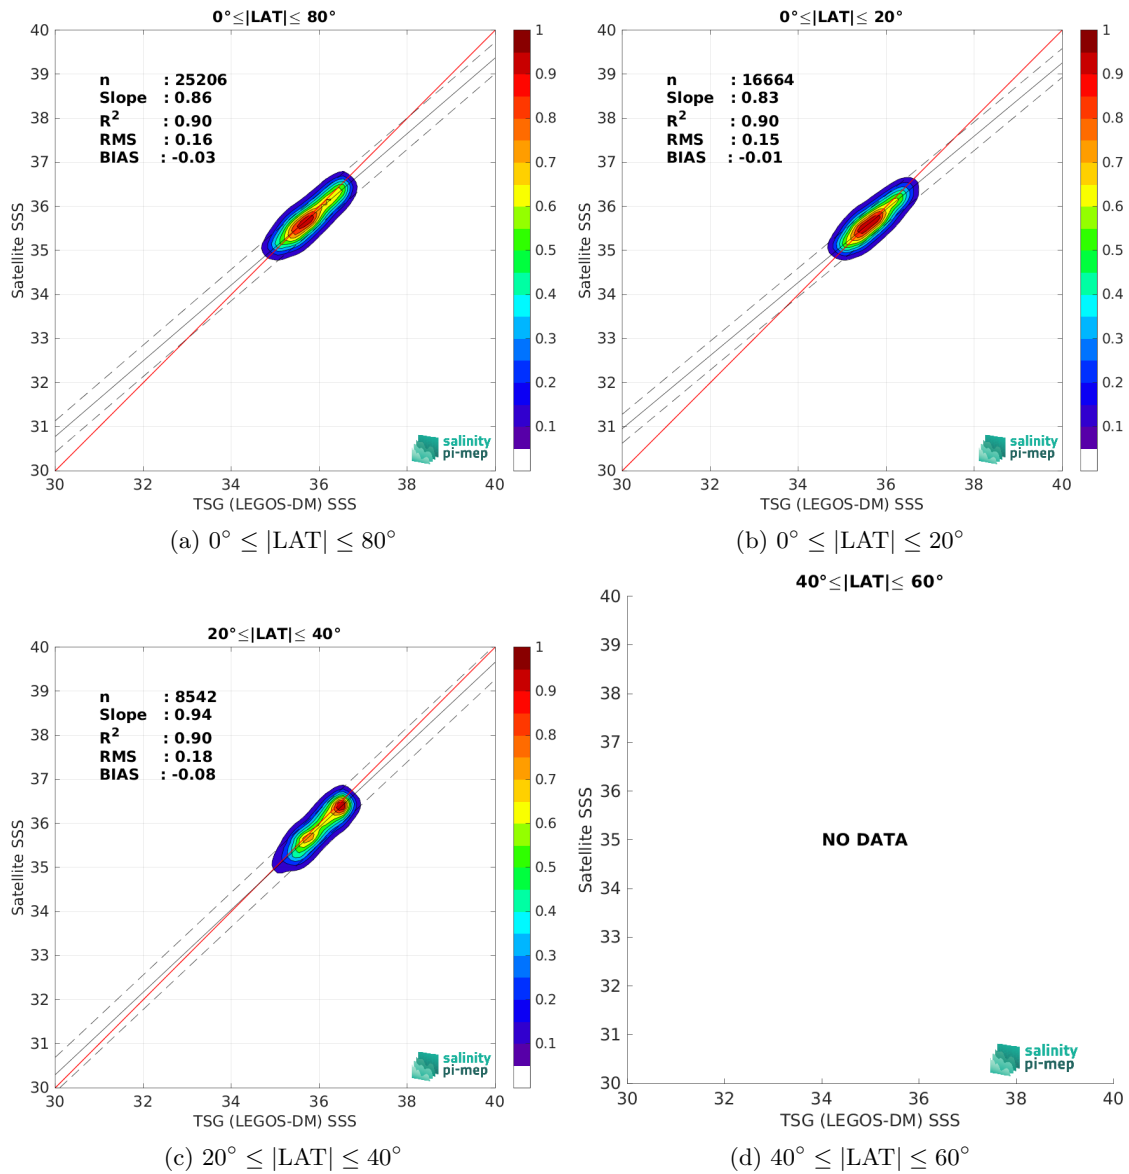 0°≤|LAT|≤ 80°
40
39
38
37
36
35
34
33
32
31
30
Satellite SSS
n : 25206
Slope : 0.86
R² : 0.90
RMS : 0.16
BIAS : -0.03
salinity
pi-mep
30 32 34 36 38 40
TSG (LEGOS-DM) SSS
1
0.9
0.8
0.7
0.6
0.5
0.4
0.3
0.2
0.1
(a) 0° ≤ |LAT| ≤ 80°
0°≤|LAT|≤ 20°
40
39
38
37
36
35
34
33
32
31
30
Satellite SSS
n : 16664
Slope : 0.83
R² : 0.90
RMS : 0.15
BIAS : -0.01
salinity
pi-mep
30 32 34 36 38 40
TSG (LEGOS-DM) SSS
1
0.9
0.8
0.7
0.6
0.5
0.4
0.3
0.2
0.1
(b) 0° ≤ |LAT| ≤ 20°
20°≤|LAT|≤ 40°
40
39
38
37
36
35
34
33
32
31
30
Satellite SSS
n : 8542
Slope : 0.94
R² : 0.90
RMS : 0.18
BIAS : -0.08
salinity
pi-mep
30 32 34 36 38 40
TSG (LEGOS-DM) SSS
1
0.9
0.8
0.7
0.6
0.5
0.4
0.3
0.2
0.1
(c) 20° ≤ |LAT| ≤ 40°
40°≤|LAT|≤ 60°
40
39
38
37
36
35
34
33
32
31
30
Satellite SSS
NO DATA
salinity
pi-mep
30 32 34 36 38 40
TSG (LEGOS-DM) SSS
(d) 40° ≤ |LAT| ≤ 60°